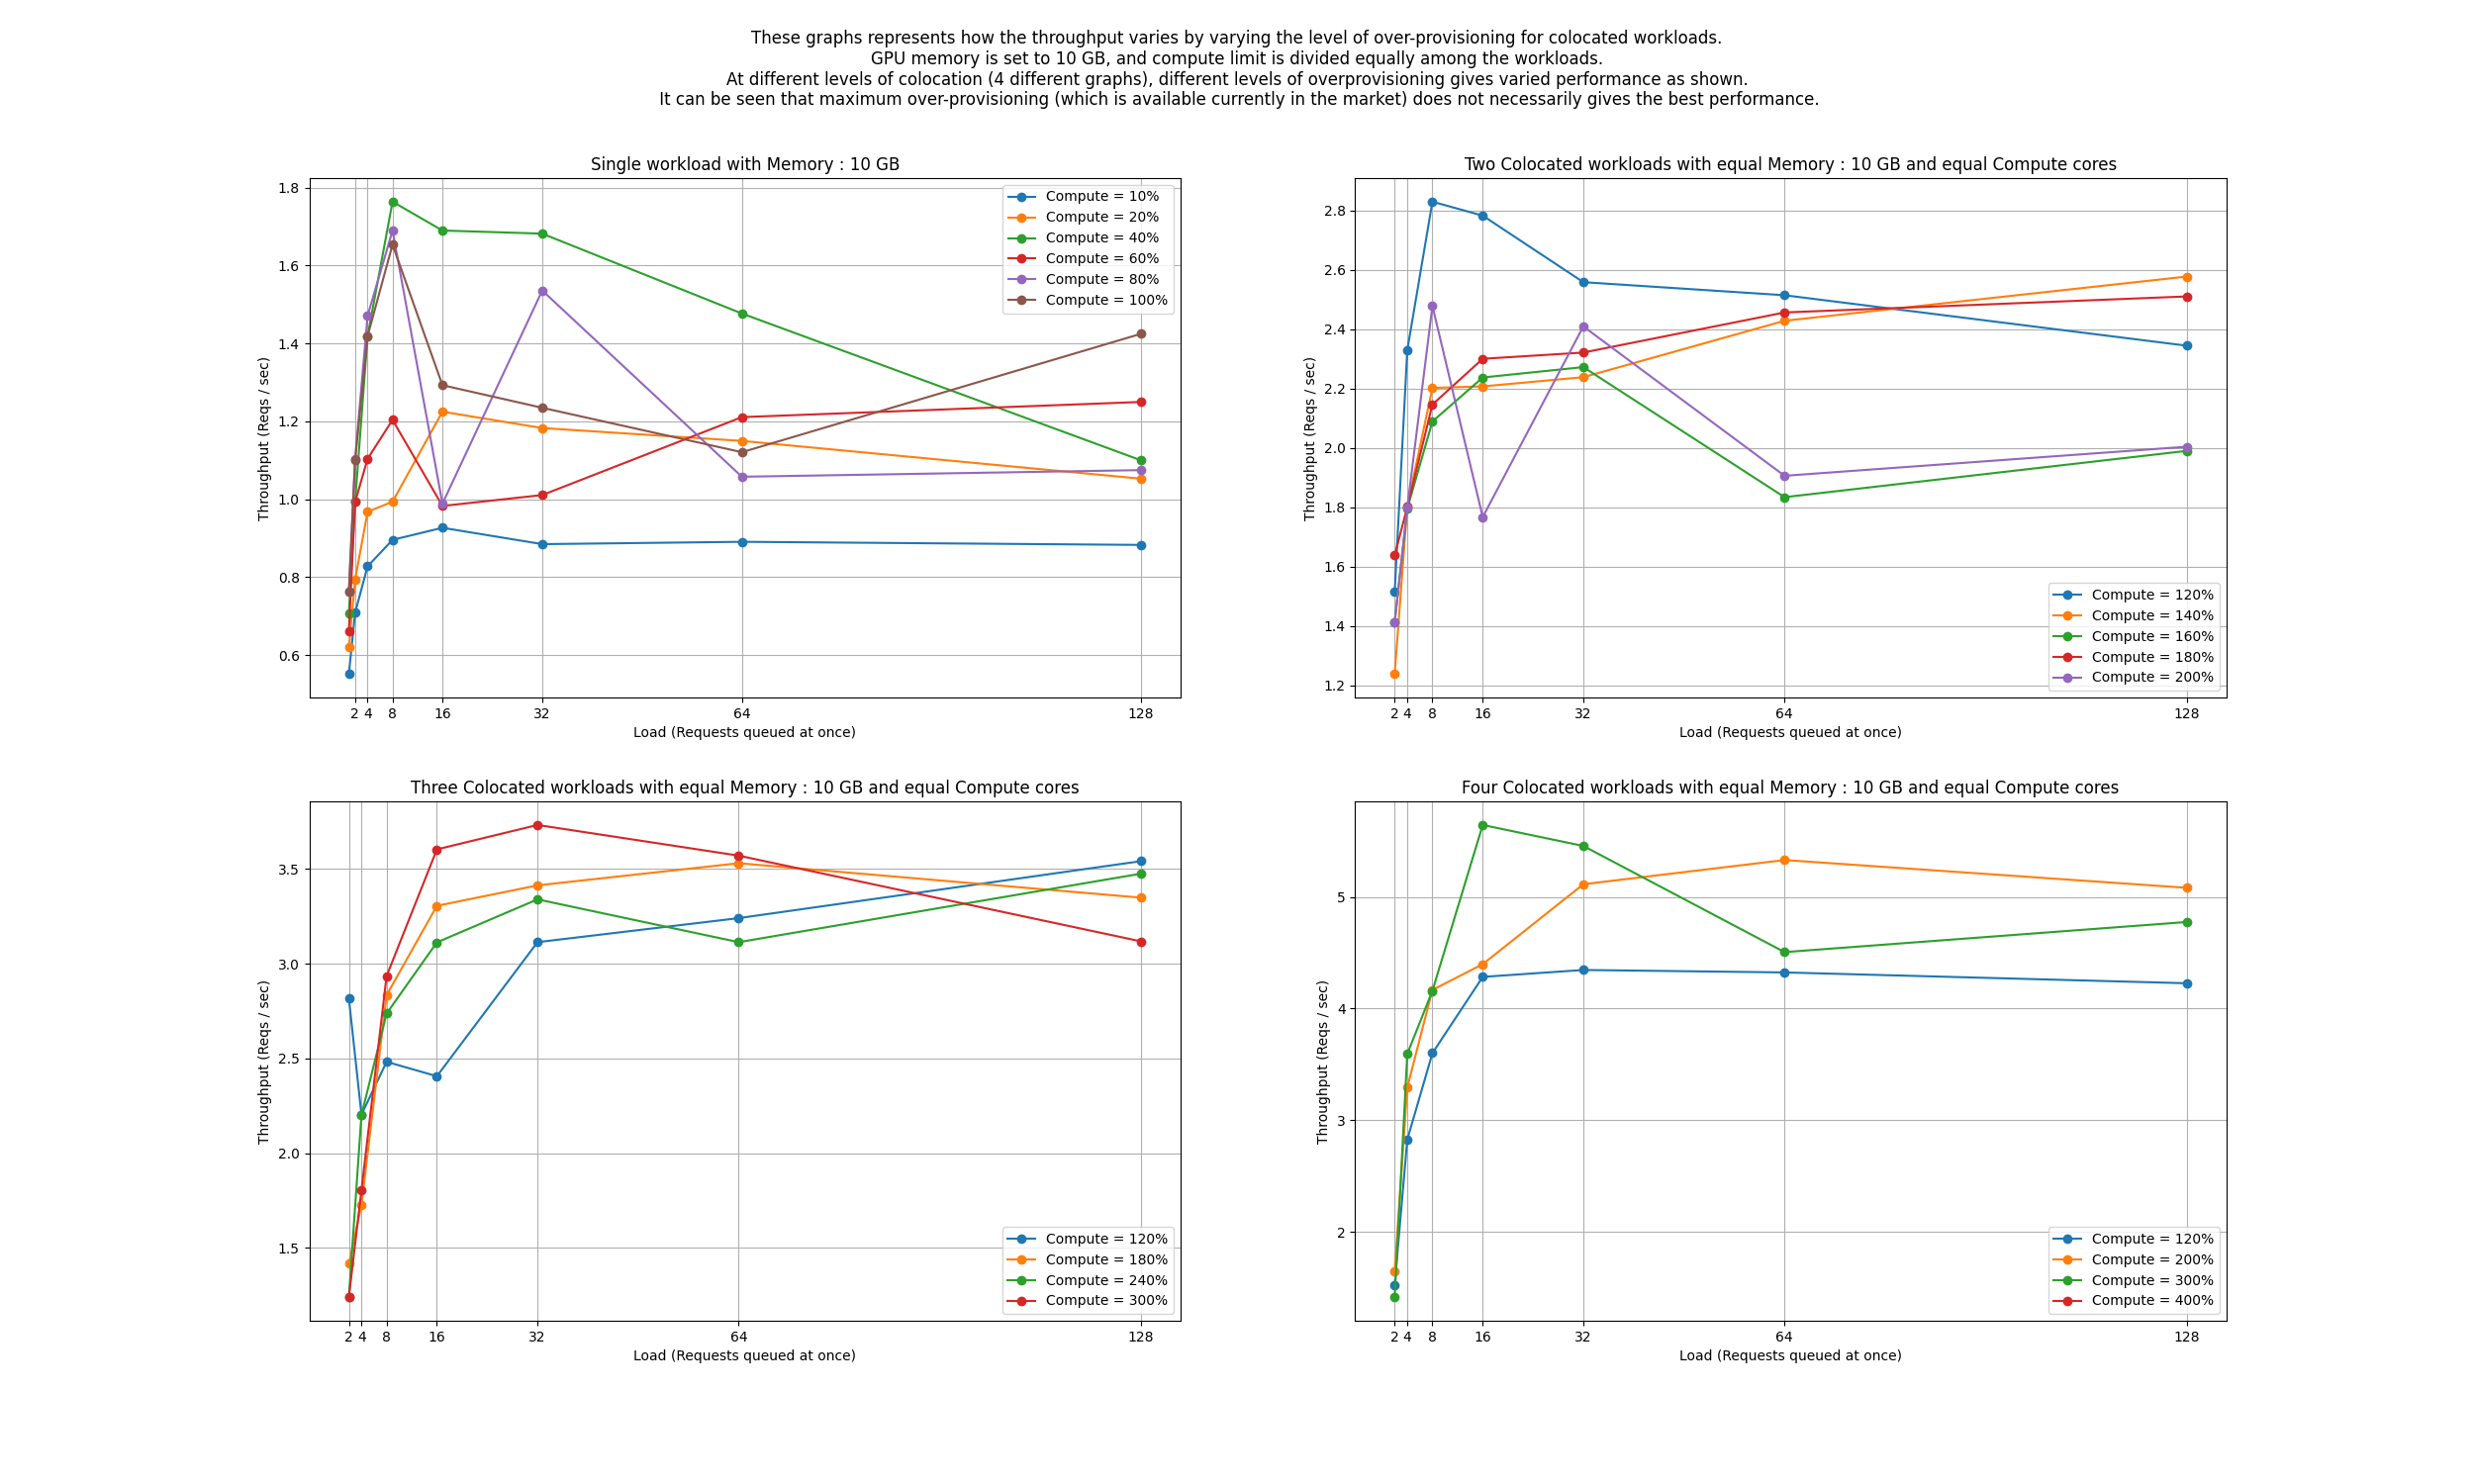 These graphs represents how the throughput varies by varying the level of over-provisioning for colocated workloads.
GPU memory is set to 10 GB, and compute limit is divided equally among the workloads.
At different levels of colocation (4 different graphs), different levels of overprovisioning gives varied performance as shown.
It can be seen that maximum over-provisioning (which is available currently in the market) does not necessarily gives the best performance.
Single workload with Memory : 10 GB
1.8
1.6
1.4
1.2
1.0
0.8
0.6
Throughput (Reqs / sec)
Compute = 10%
Compute = 20%
Compute = 40%
Compute = 60%
Compute = 80%
Compute = 100%
2 4 8 16 32 64 128
Load (Requests queued at once)
Two Colocated workloads with equal Memory : 10 GB and equal Compute cores
2.8
2.6
2.4
2.2
2.0
1.8
1.6
1.4
1.2
Throughput (Reqs / sec)
Compute = 120%
Compute = 140%
Compute = 160%
Compute = 180%
Compute = 200%
2 4 8 16 32 64 128
Load (Requests queued at once)
Three Colocated workloads with equal Memory : 10 GB and equal Compute cores
3.5
3.0
2.5
2.0
1.5
Throughput (Reqs / sec)
Compute = 120%
Compute = 180%
Compute = 240%
Compute = 300%
2 4 8 16 32 64 128
Load (Requests queued at once)
Four Colocated workloads with equal Memory : 10 GB and equal Compute cores
5
4
3
2
Throughput (Reqs / sec)
Compute = 120%
Compute = 200%
Compute = 300%
Compute = 400%
2 4 8 16 32 64 128
Load (Requests queued at once)